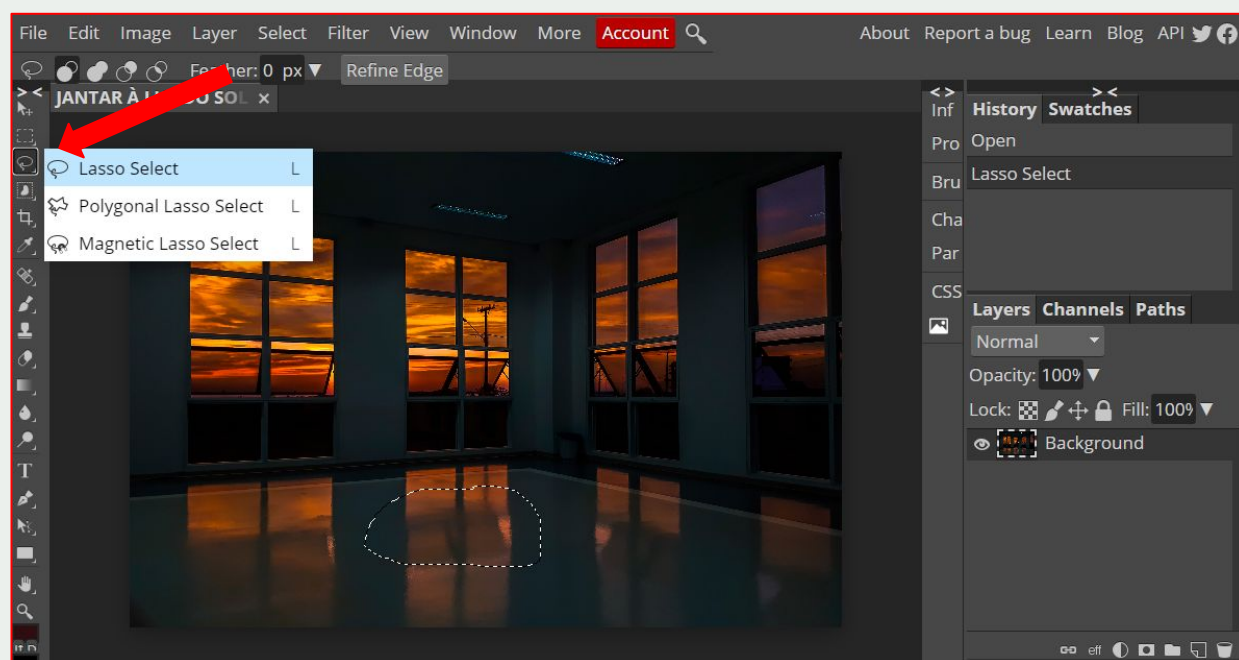 File Edit Image Layer Select Filter View Window More Account About Report a bug Learn Blog API
Feather: 0 px ▼ Refine Edge
> < JANTAR À SOL × < > > <
Inf History Swatches
Pro Open
Bru Lasso Select
Cha
Par
CSS
Lasso Select L
Polygonal Lasso Select L
Magnetic Lasso Select L
Layers Channels Paths
Normal
Opacity: 100% ▼
Lock: Fill: 100% ▼
Background
T
eff